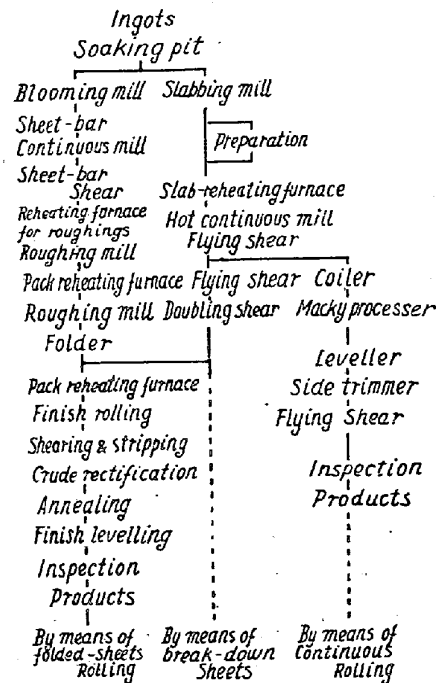 Ingots
Soaking pit
Blooming mill Slabbing mill
Sheet-bar
Continuous mill
Preparation
Sheet-bar
Shear
Slab-reheating furnace
Reheating furnace
for roughings
Hot continuous mill
Flying shear
Roughing mill
Pack reheating furnace Flying shear Coiler
Roughing mill Doubling shear Macky processer
Folder
Leveller
Pack reheating furnace
Side trimmer
Finish rolling
Flying Shear
Shearing & stripping
Crude rectification
Inspection
Annealing
Products
Finish levelling
Inspection
Products
By means of
folded-sheets
Rolling
By means of
break-down
Sheets
By means of
Continuous
Rolling